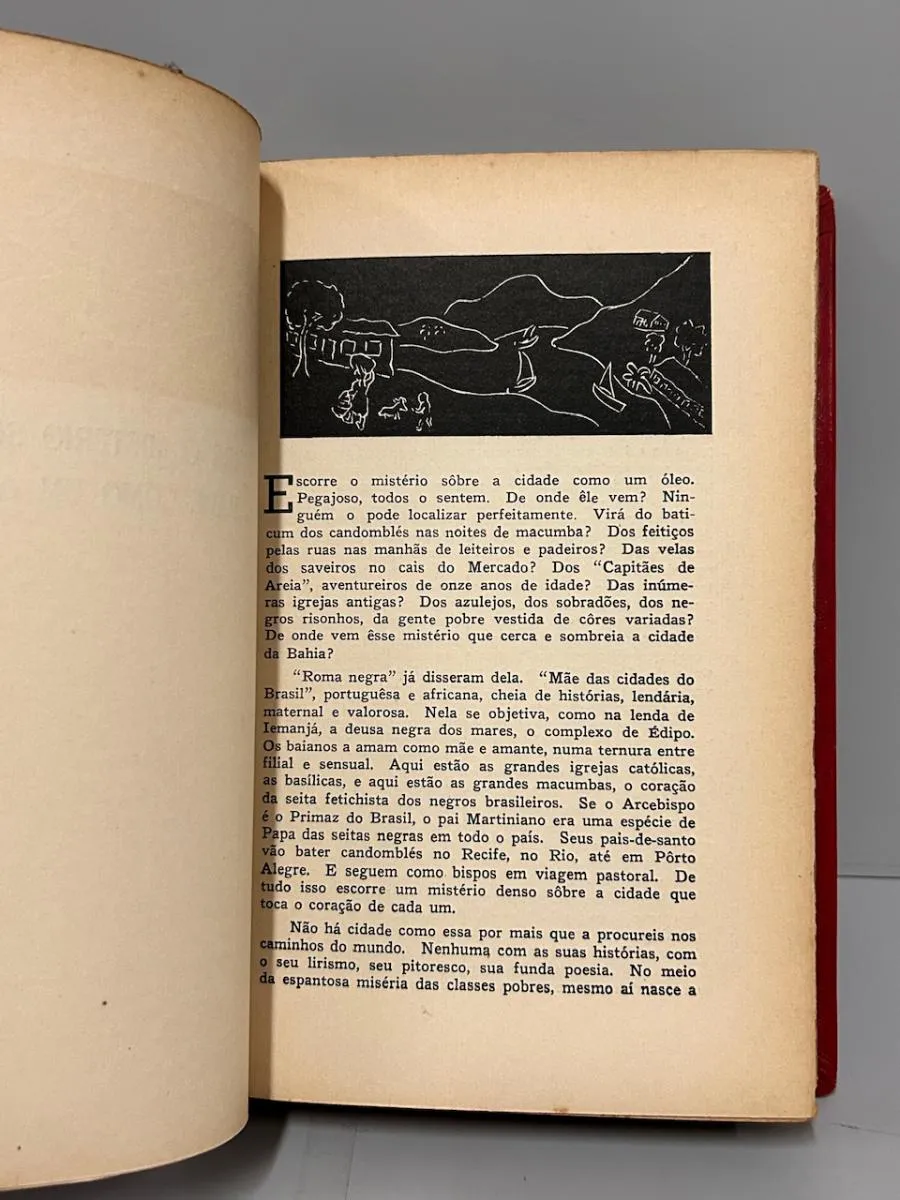 Escorre o mistério sôbre a cidade como um óleo.
Pegajoso, todos o sentem. De onde êle vem? Nin-
guém o pode localizar perfeitamente. Virá do bati-
cum dos candomblés nas noites de macumba? Dos feitiços
pelas ruas nas manhãs de leiteiros e padeiros? Das velas
dos saveiros no cais do Mercado? Dos "Capitães de
Areia", aventureiros de onze anos de idade? Das inúme-
ras igrejas antigas? Dos azulejos, dos sobradões, dos ne-
gros risonhos, da gente pobre vestida de côres variadas?
De onde vem êsse mistério que cerca e sombreia a cidade
da Bahia?
"Roma negra" já disseram dela. "Mãe das cidades do
Brasil", portuguêsa e africana, cheia de histórias, lendária,
maternal e valorosa. Nela se objetiva, como na lenda de
Iemanjá, a deusa negra dos mares, o complexo de Édipo.
Os baianos a amam como mãe e amante, numa ternura entre
filial e sensual. Aqui estão as grandes igrejas católicas,
as basílicas, e aqui estão as grandes macumbas, o coração
da seita fetichista dos negros brasileiros. Se o Arcebispo
é o Primaz do Brasil, o pai Martiniano era uma espécie de
Papa das seitas negras em todo o país. Seus pais-de-santo
vão bater candomblés no Recife, no Rio, até em Pôrto
Alegre. E seguem como bispos em viagem pastoral. De
tudo isso escorre um mistério denso sôbre a cidade que
toca o coração de cada um.
Não há cidade como essa por mais que a procureis nos
caminhos do mundo. Nenhuma com as suas histórias, com
o seu lirismo, seu pitoresco, sua funda poesia. No meio
da espantosa miséria das classes pobres, mesmo aí nasce a